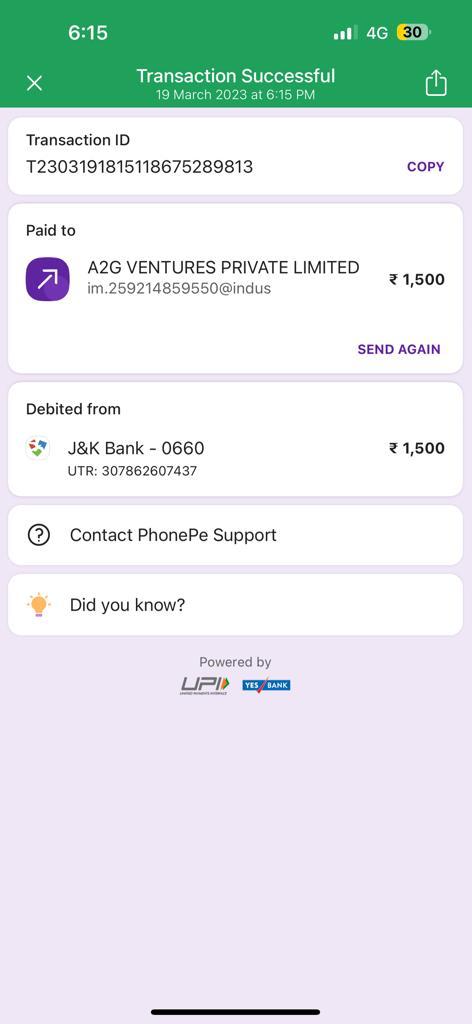 6:15
4G 30
Transaction Successful
19 March 2023 at 6:15 PM
Transaction ID
T2303191815118675289813 COPY
Paid to
A2G VENTURES PRIVATE LIMITED
im.259214859550@indus
₹ 1,500
SEND AGAIN
Debited from
J&K Bank - 0660 ₹ 1,500
UTR: 307862607437
Contact PhonePe Support
Did you know?
Powered by
UPI YES BANK
UNIFIED PAYMENTS INTERFACE